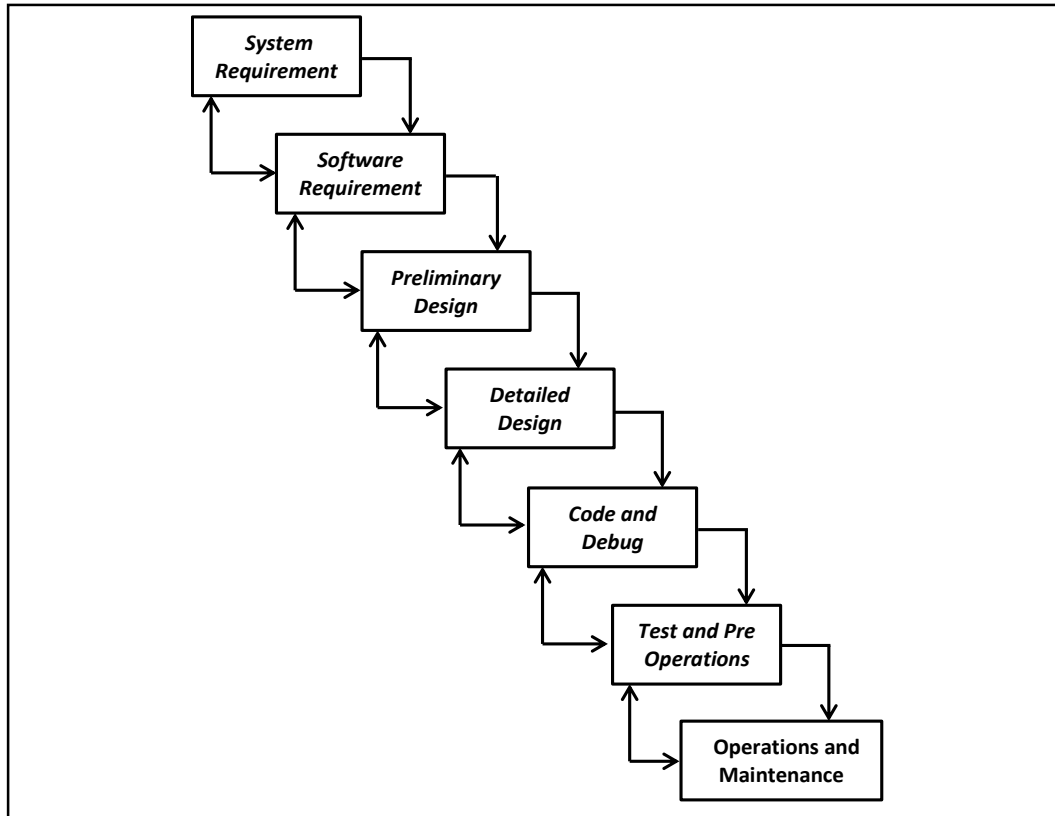 System
Requirement
Software
Requirement
Preliminary
Design
Detailed
Design
Code and
Debug
Test and Pre
Operations
Operations and
Maintenance